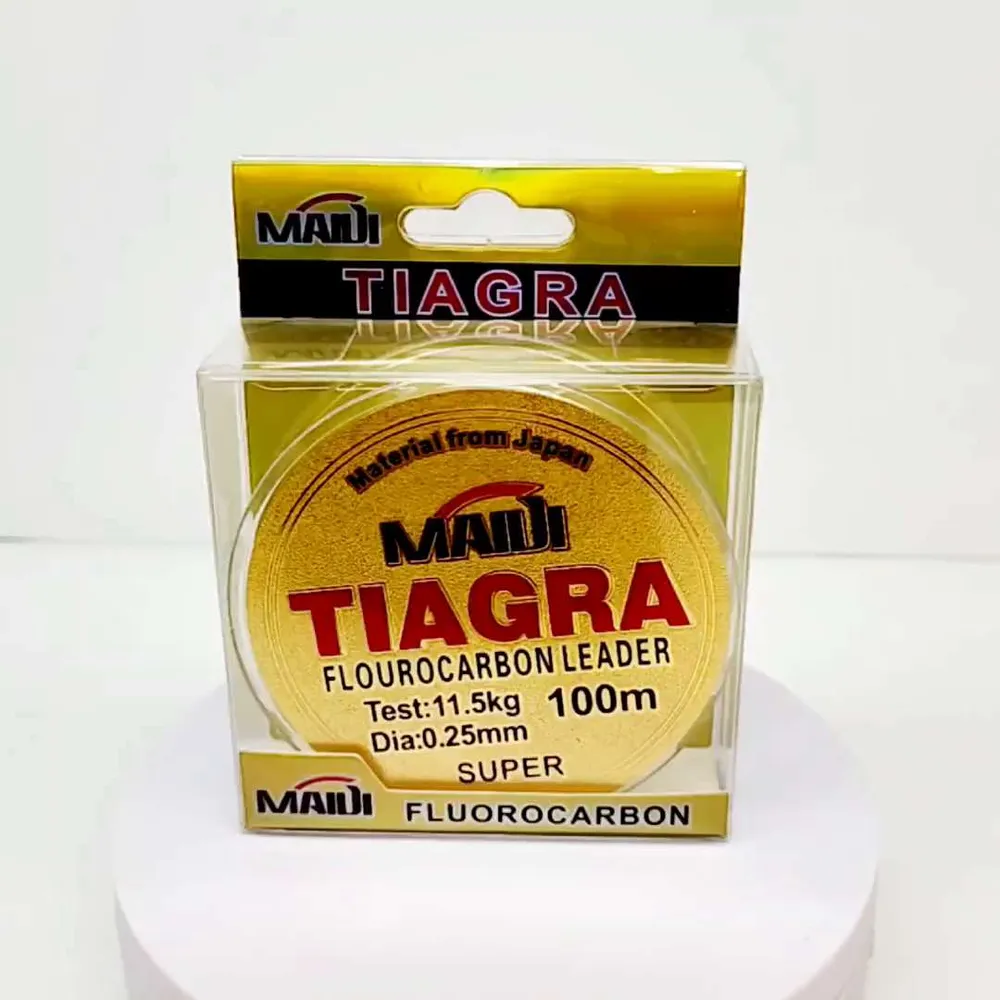 MAIDI
TIAGRA
Material from Japan
MAIDI
TIAGRA
FLOUROCARBON LEADER
Test:11.5kg 100m
Dia:0.25mm
SUPER
MAIDI FLUOROCARBON